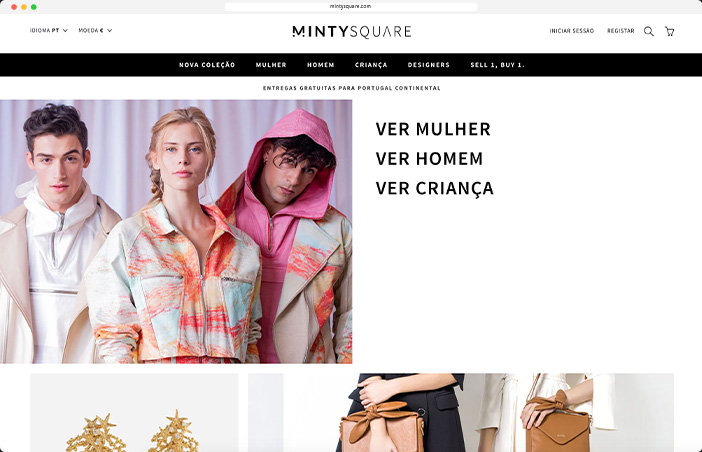 mintysquare.com
IDIOMA PT
MOEDA €
MINTYSQUARE
INICIAR SESSÃO
REGISTAR
NOVA COLEÇÃO
MULHER
HOMEM
CRIANÇA
DESIGNERS
SELL 1, BUY 1.
ENTREGAS GRATUITAS PARA PORTUGAL CONTINENTAL
VER MULHER
VER HOMEM
VER CRIANÇA